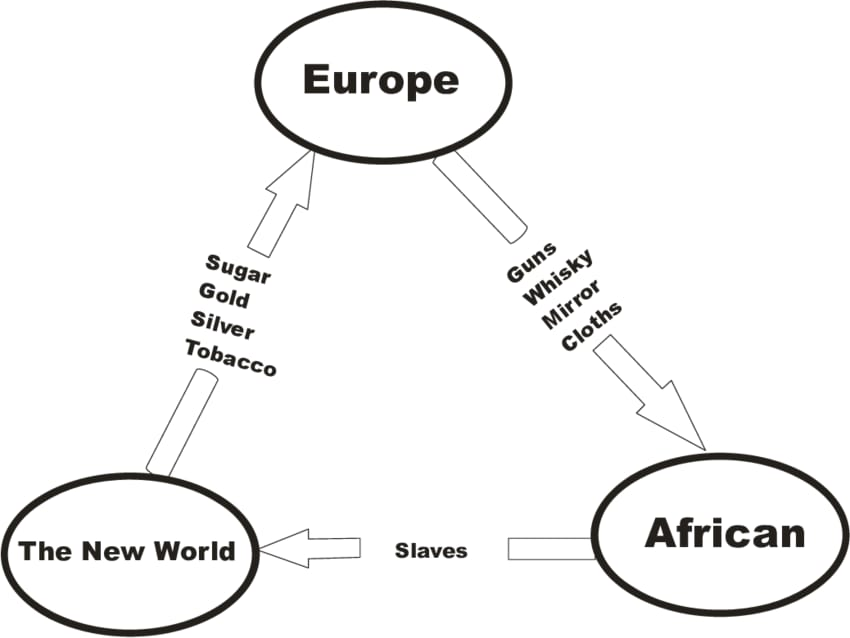 Europe
Guns
Whisky
Mirror
Cloths
Sugar
Gold
Silver
Tobacco
African
The New World
Slaves